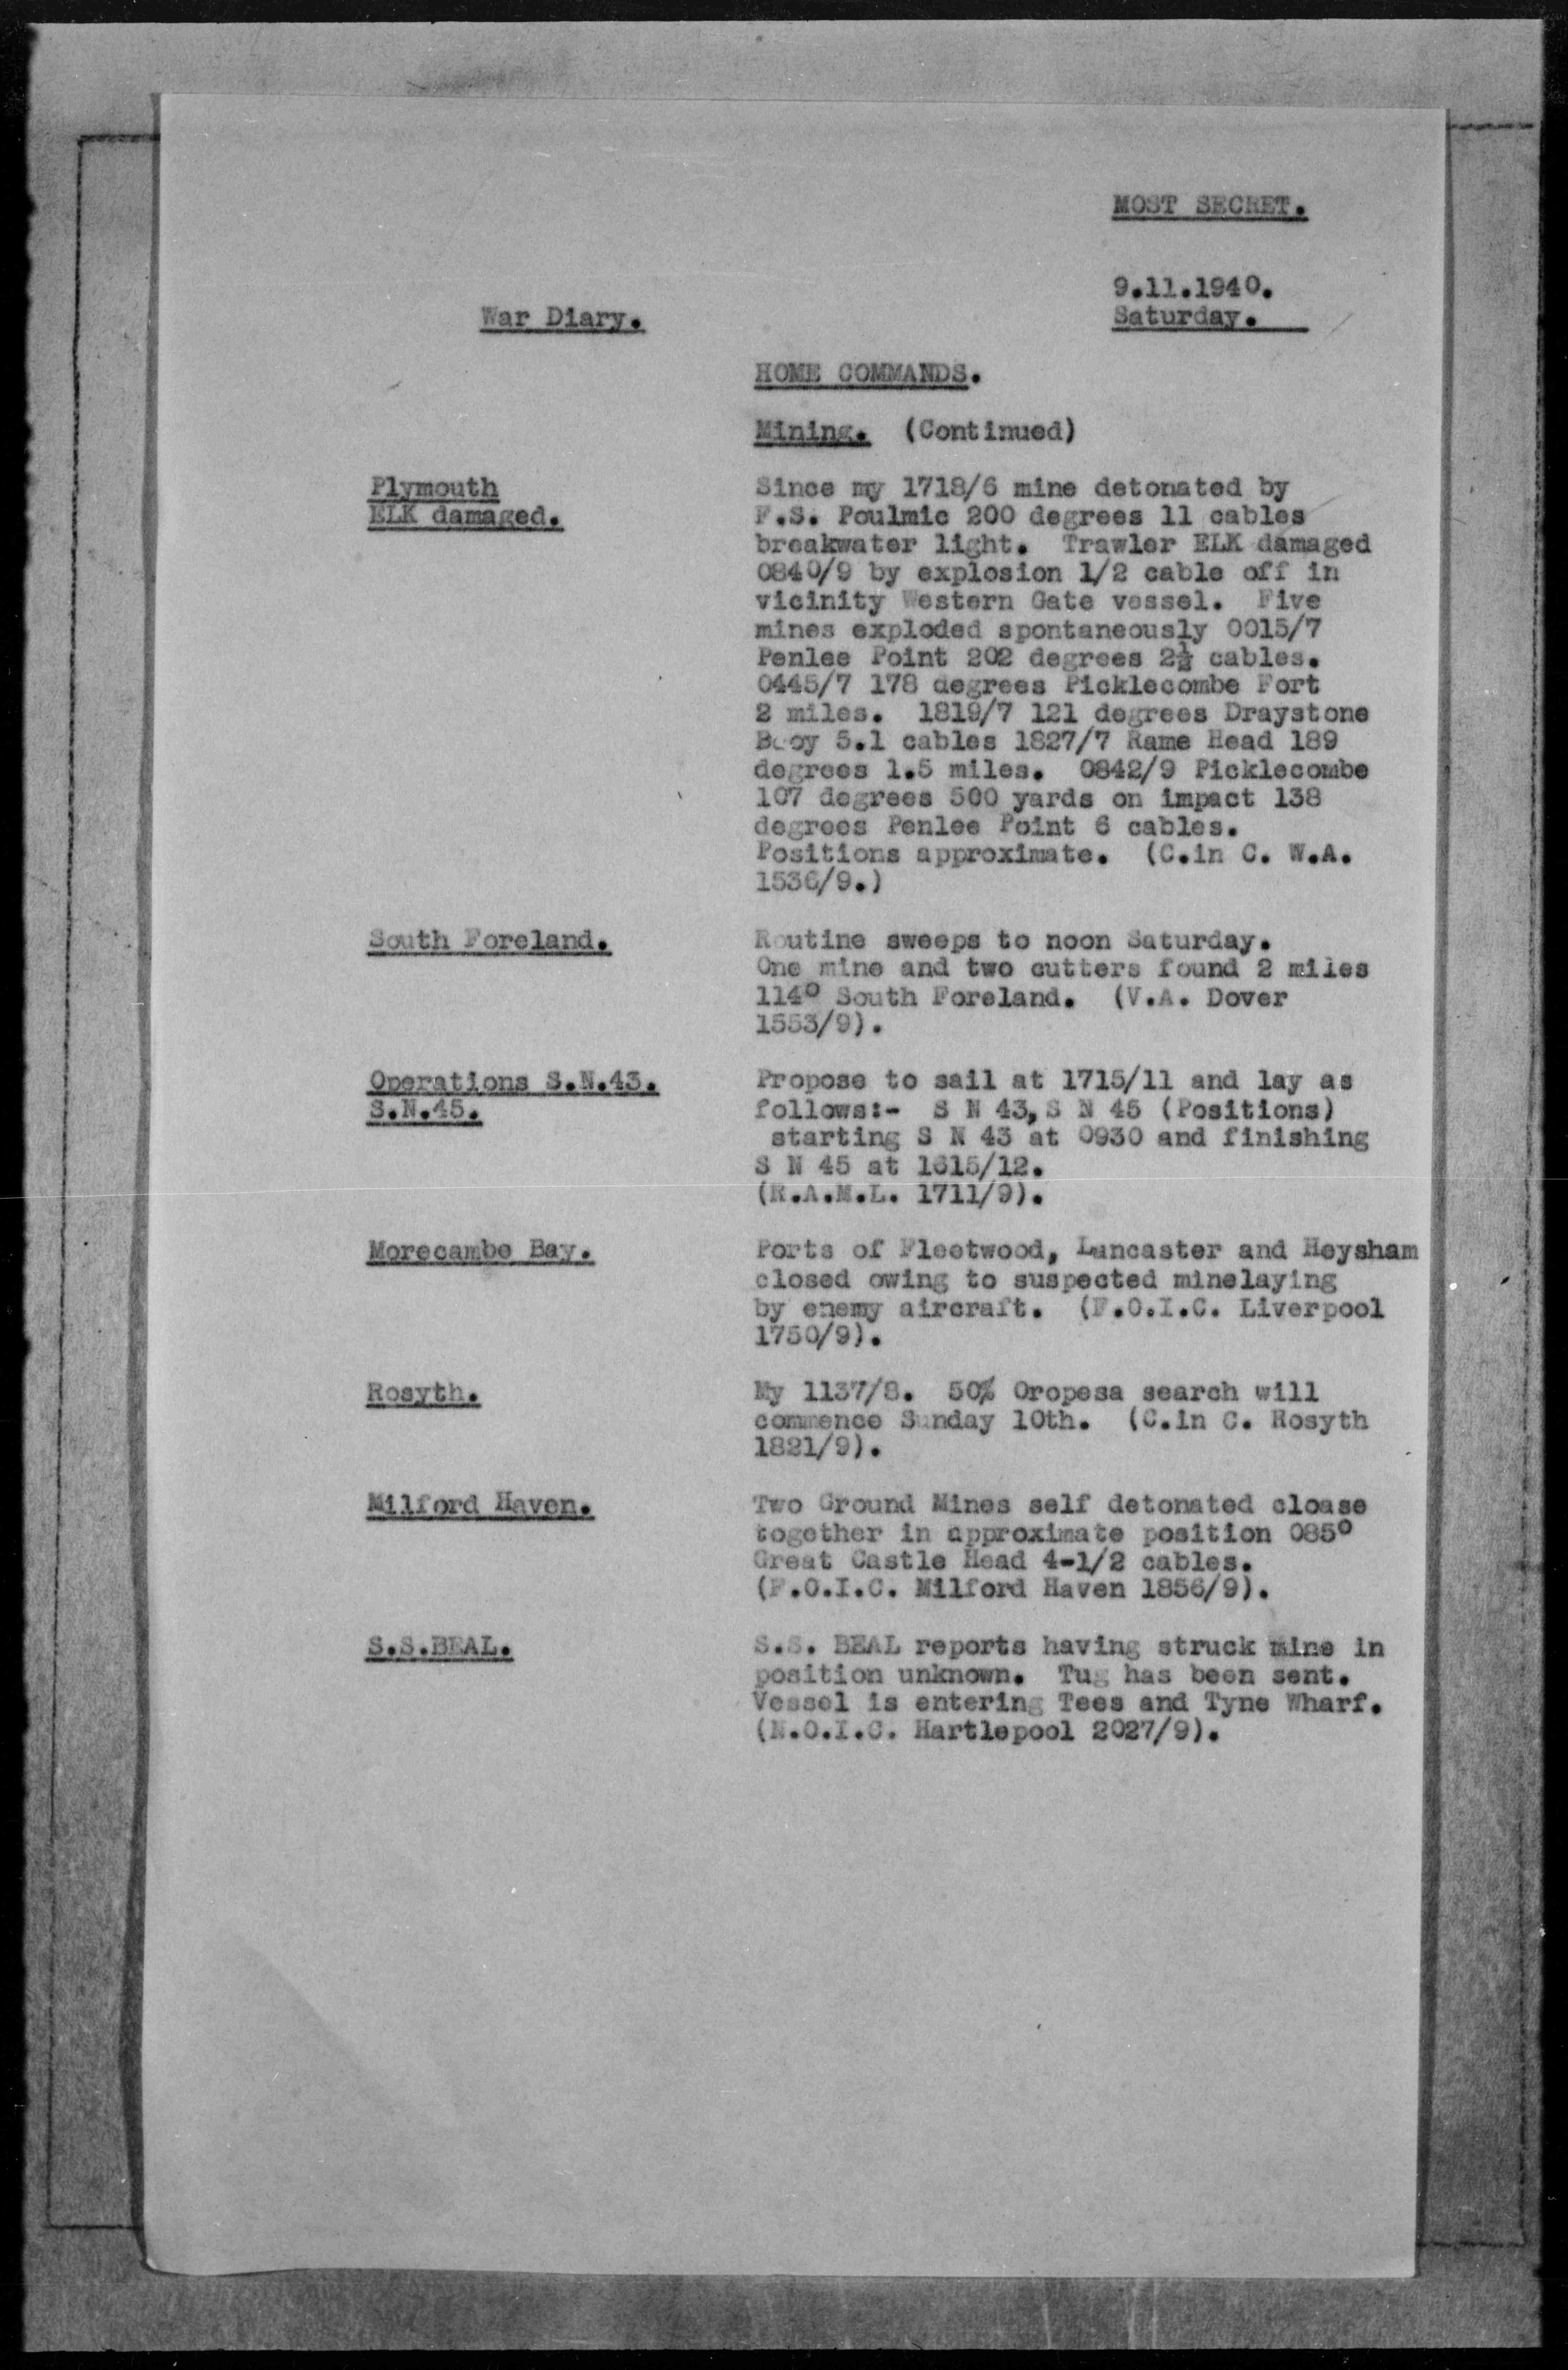 MOST SECRET.
9.11.1940.
War Diary.
Saturday.
HOME COMMANDS.
Mining. (Continued)
Plymouth
ELK damaged.
Since my 1718/6 mine detonated by
F.S. Poulmic 200 degrees 11 cables
breakwater light. Trawler ELK damaged
0840/9 by explosion 1/2 cable off in
vicinity Western Gate vessel. Five
mines exploded spontaneously 0015/7
Penlee Point 202 degrees 2½ cables.
0445/7 178 degrees Picklecombe Fort
2 miles. 1819/7 121 degrees Draystone
Buoy 5.1 cables 1827/7 Rame Head 189
degrees 1.5 miles. 0842/9 Picklecombe
107 degrees 500 yards on impact 138
degrees Penlee Point 6 cables.
Positions approximate. (C.in C. W.A.
1536/9.)
South Foreland.
Routine sweeps to noon Saturday.
One mine and two cutters found 2 miles
114° South Foreland. (V.A. Dover
1553/9).
Operations S.N.43.
S.N.45.
Propose to sail at 1715/11 and lay as
follows:- S N 43, S N 45 (Positions)
starting S N 43 at 0930 and finishing
S N 45 at 1615/12.
(R.A.M.L. 1711/9).
Morecambe Bay.
Ports of Fleetwood, Lancaster and Heysham
closed owing to suspected minelaying
by enemy aircraft. (F.O.I.C. Liverpool
1750/9).
Rosyth.
My 1137/8. 50% Oropesa search will
commence Sunday 10th. (C.in C. Rosyth
1821/9).
Milford Haven.
Two Ground Mines self detonated cloase
together in approximate position 085°
Great Castle Head 4-1/2 cables.
(F.O.I.C. Milford Haven 1856/9).
S.S.BEAL.
S.S. BEAL reports having struck mine in
position unknown. Tug has been sent.
Vessel is entering Tees and Tyne Wharf.
(N.O.I.C. Hartlepool 2027/9).